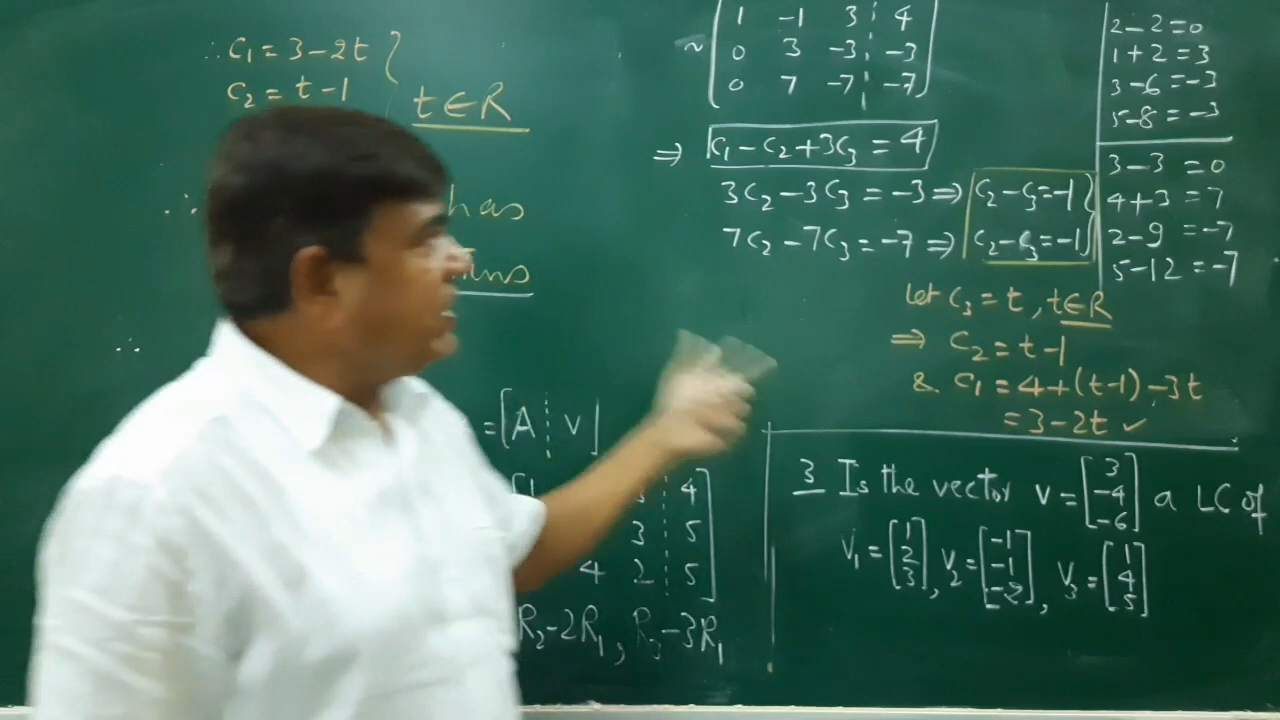 ∴ C₁ = 3 – 2t }
C₂ = t – 1
t ∈ R
∴ has
= [A ⋮ V]
3 ⋮ 4
3 ⋮ 5
4 2 ⋮ 5
R₂–2R₁, R₃–3R₁
~ [1 -1 3 ⋮ 4
0 3 -3 ⋮ -3
0 7 -7 ⋮ -7]
⇒ C₁ – C₂ + 3C₃ = 4
3C₂ – 3C₃ = –3 ⇒ C₂ – C₃ = –1 }
7C₂ – 7C₃ = –7 ⇒ C₂ – C₃ = –1 }
let C₃ = t, t∈R
⇒ C₂ = t – 1
& C₁ = 4 + (t–1) – 3t
= 3 – 2t ✓
2 – 2 = 0
1 + 2 = 3
3 – 6 = –3
5 – 8 = –3
3 – 3 = 0
4 + 3 = 7
2 – 9 = –7
5 – 12 = –7
3 Is the vector V = [3 -4 -6] a LC of
V₁ = [1 2 3], V₂ = [-1 -1 -2], V₃ = [1 4 5]